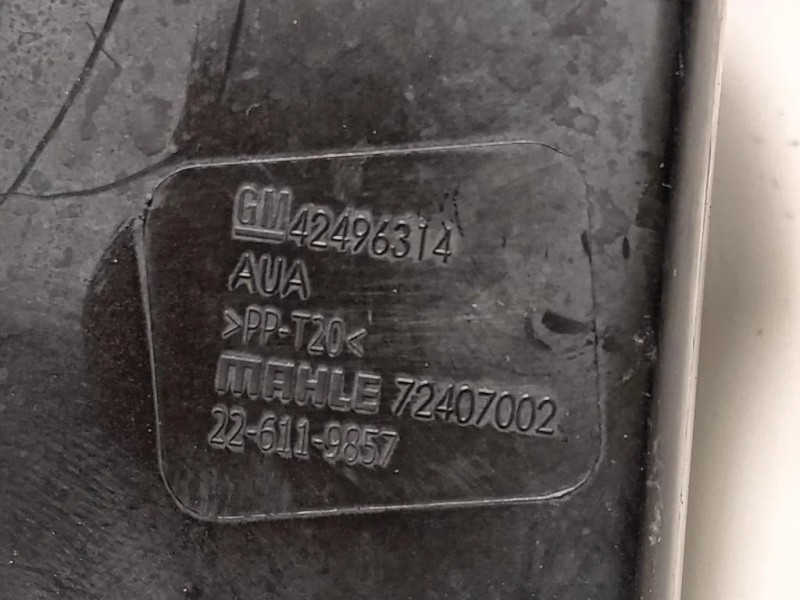 GM 42496314
AUA
>PP-T20<
MAHLE 72407002
22-611-9857